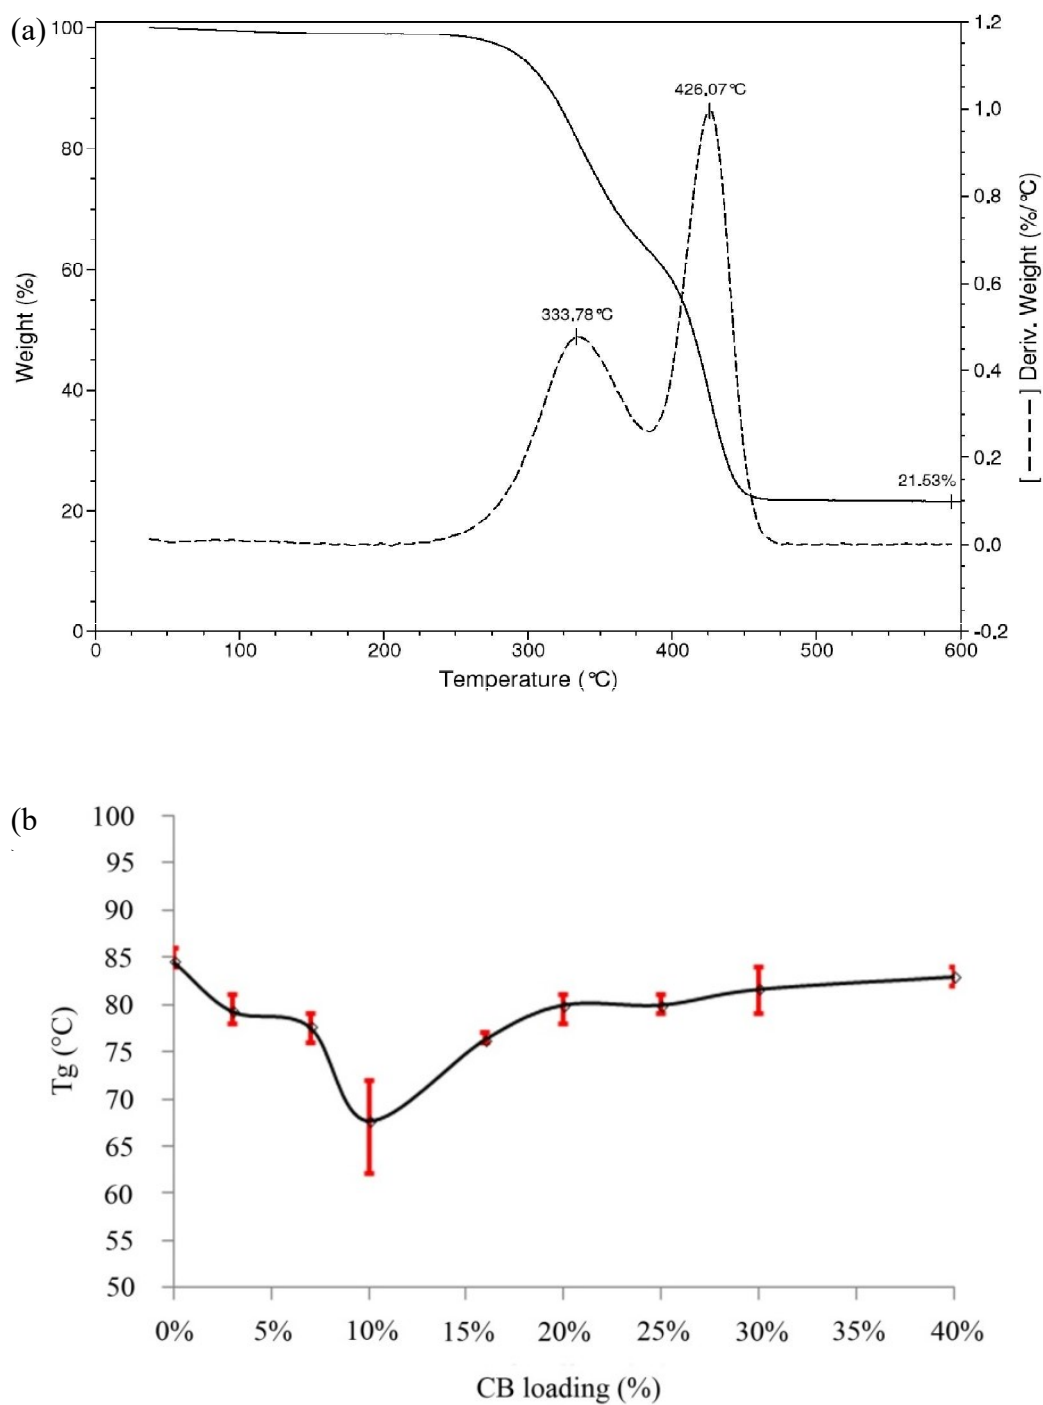 (a)
100
80
60
40
20
0
Weight (%)
426.07°C
333.78°C
21.53%
1.2
1.0
0.8
0.6
0.4
0.2
0.0
-0.2
[----] Deriv. Weight (%/°C)
0 100 200 300 400 500 600
Temperature (°C)
(b
100
95
90
85
80
75
70
65
60
55
50
Tg (°C)
0% 5% 10% 15% 20% 25% 30% 35% 40%
CB loading (%)